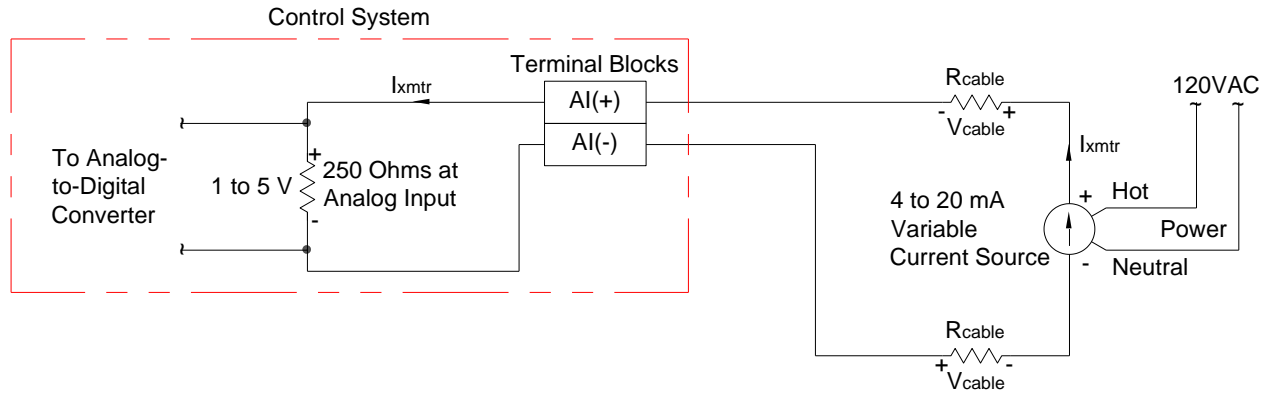 Control System
Terminal Blocks
Ixmtr
AI(+)
AI(-)
To Analog-
to-Digital
Converter
+
1 to 5 V
-
250 Ohms at
Analog Input
Rcable
- +
Vcable
120VAC
Ixmtr
4 to 20 mA
Variable
Current Source
+
-
Hot
Power
Neutral
Rcable
+ -
Vcable